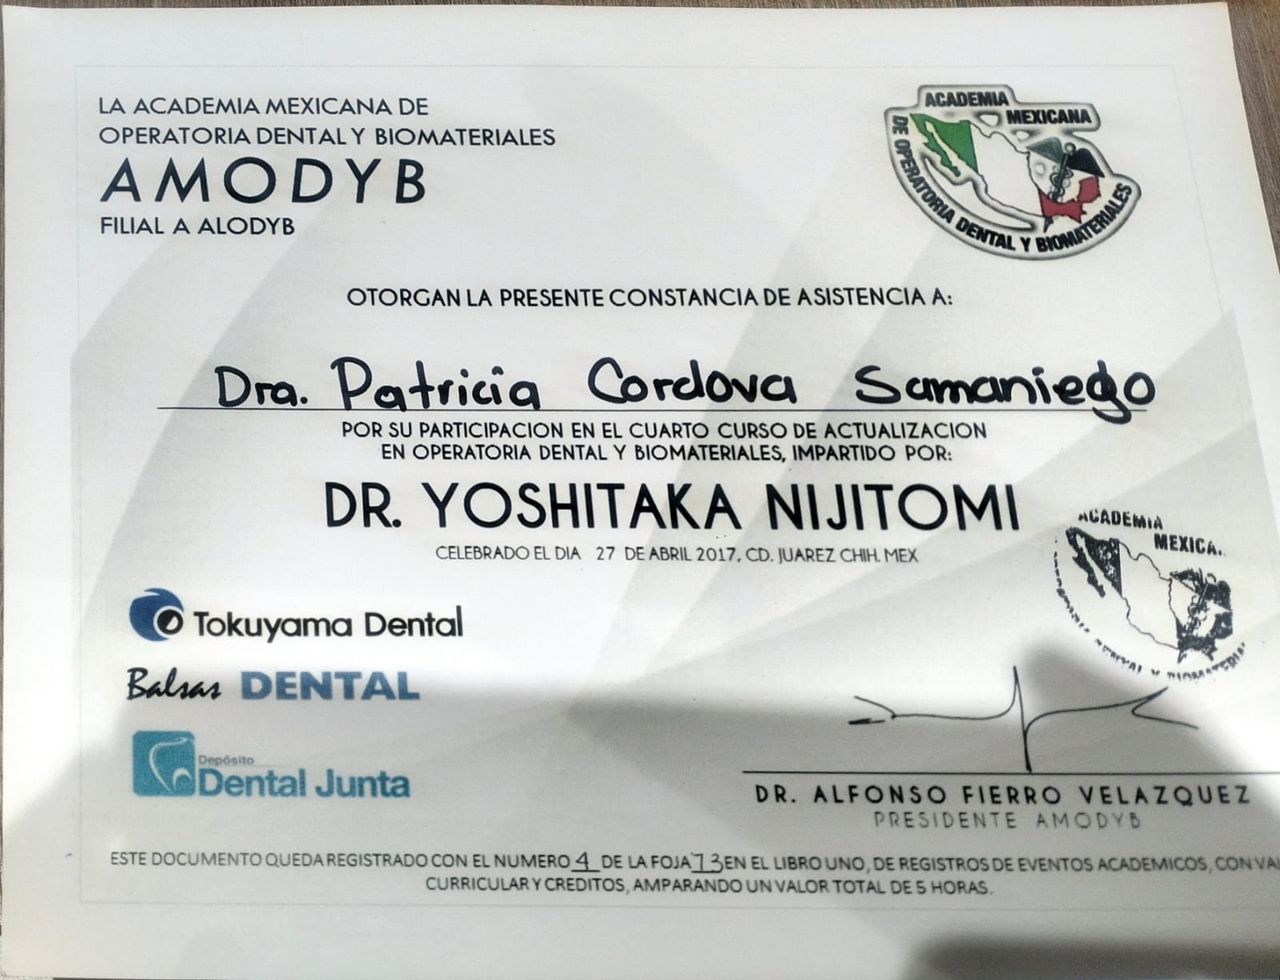 LA ACADEMIA MEXICANA DE
OPERATORIA DENTAL Y BIOMATERIALES
AMODYB
FILIAL A ALODYB
ACADEMIA
MEXICANA
DE OPERATORIA DENTAL Y BIOMATERIALES
OTORGAN LA PRESENTE CONSTANCIA DE ASISTENCIA A:
Dra. Patricia Cordova Samaniego
POR SU PARTICIPACION EN EL CUARTO CURSO DE ACTUALIZACION
EN OPERATORIA DENTAL Y BIOMATERIALES, IMPARTIDO POR:
DR. YOSHITAKA NIJITOMI
CELEBRADO EL DIA 27 DE ABRIL 2017, CD. JUAREZ CHIH. MEX
ACADEMIA
MEXICA
DENTAL Y BIOMATERIA
Tokuyama Dental
Balsas DENTAL
Depósito
Dental Junta
DR. ALFONSO FIERRO VELAZQUEZ
PRESIDENTE AMODYB
ESTE DOCUMENTO QUEDA REGISTRADO CON EL NUMERO 4 DE LA FOJA 73 EN EL LIBRO UNO, DE REGISTROS DE EVENTOS ACADEMICOS, CON VA
CURRICULAR Y CREDITOS, AMPARANDO UN VALOR TOTAL DE 5 HORAS.